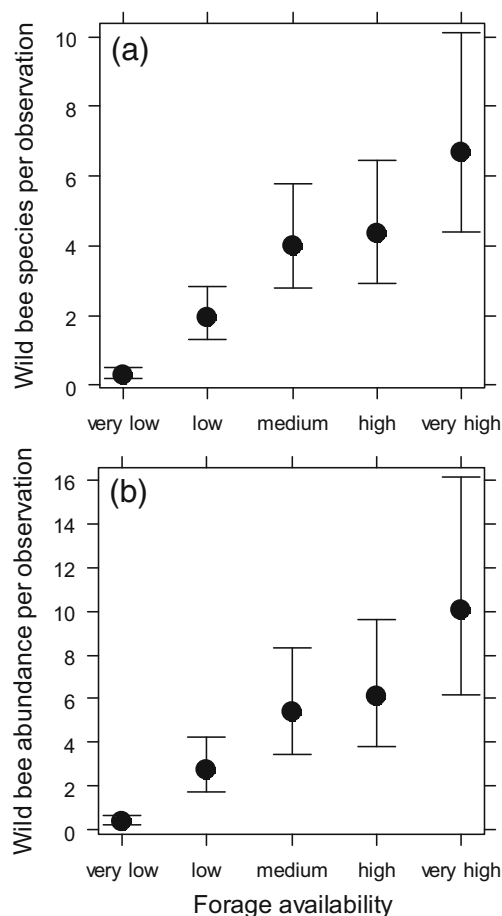 (a)
Wild bee species per observation
10
8
6
4
2
0
very low low medium high very high
(b)
Wild bee abundance per observation
16
14
12
10
8
6
4
2
0
very low low medium high very high
Forage availability